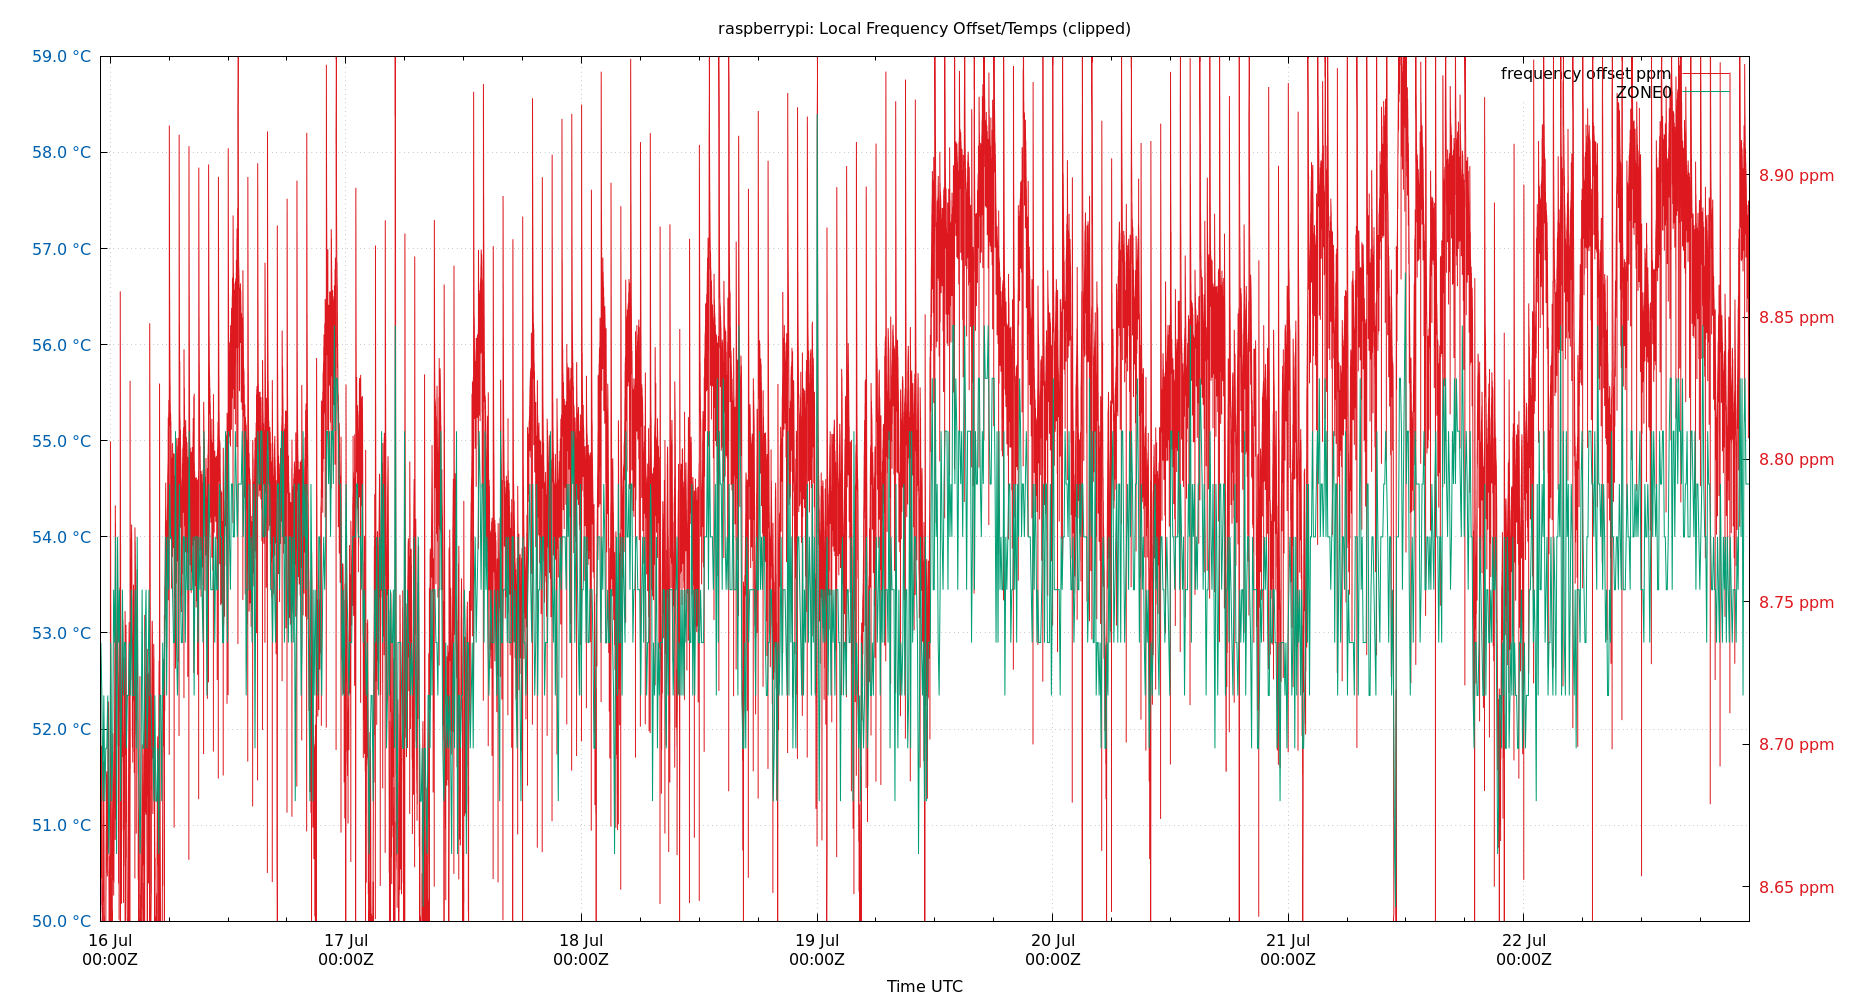 raspberrypi: Local Frequency Offset/Temps (clipped)
59.0 °C
58.0 °C
57.0 °C
56.0 °C
55.0 °C
54.0 °C
53.0 °C
52.0 °C
51.0 °C
50.0 °C
frequency offset ppm
ZONE0
8.90 ppm
8.85 ppm
8.80 ppm
8.75 ppm
8.70 ppm
8.65 ppm
16 Jul
00:00Z
17 Jul
00:00Z
18 Jul
00:00Z
19 Jul
00:00Z
20 Jul
00:00Z
21 Jul
00:00Z
22 Jul
00:00Z
Time UTC